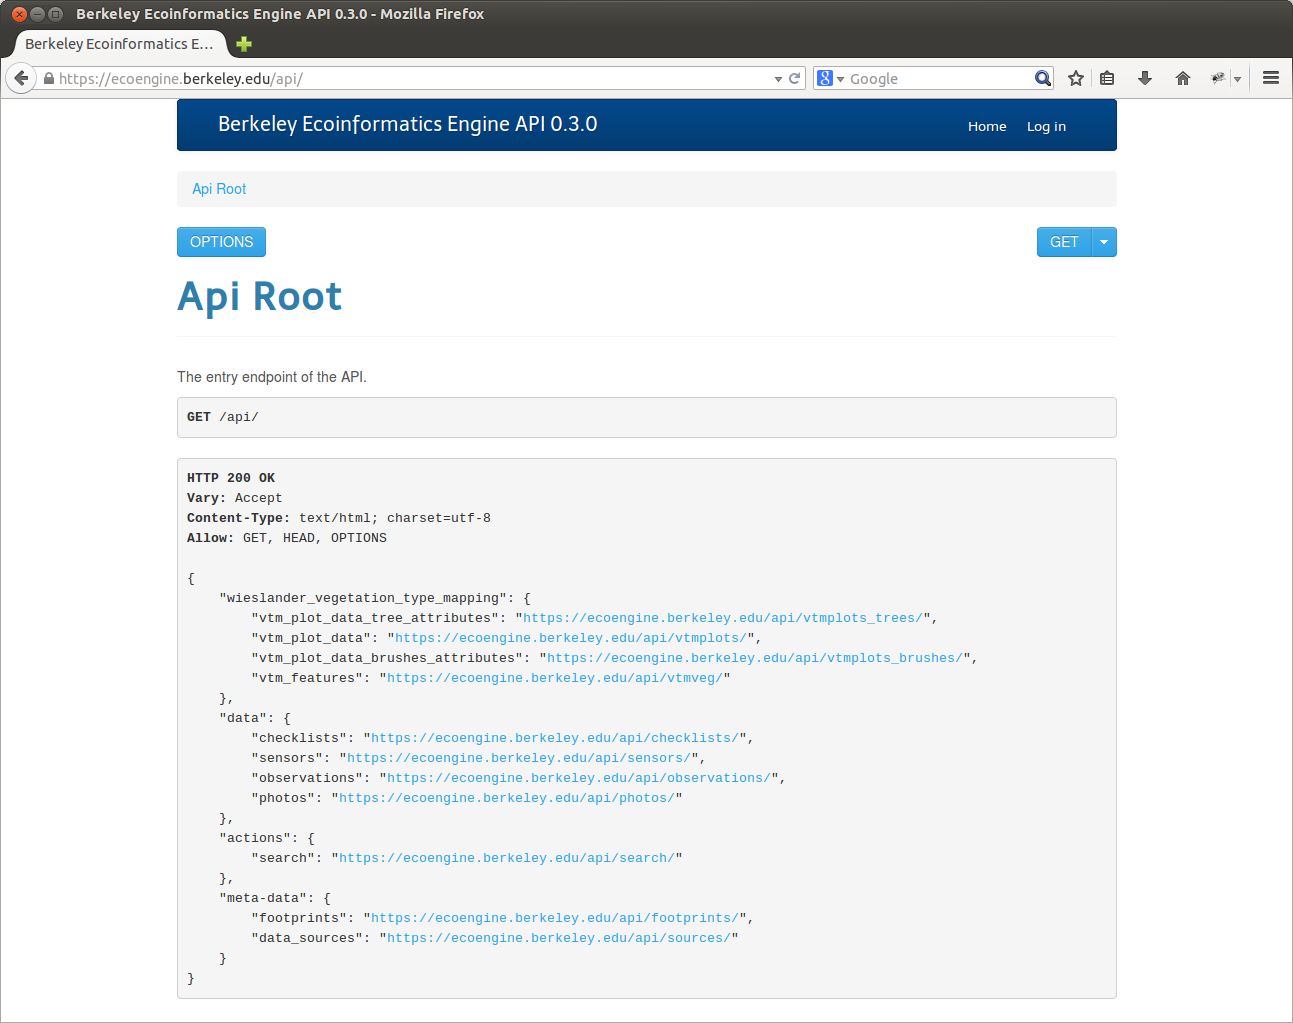 Berkeley Ecoinformatics Engine API 0.3.0 - Mozilla Firefox
Berkeley Ecoinformatics E...
https://ecoengine.berkeley.edu/api/
8 Google
Berkeley Ecoinformatics Engine API 0.3.0
Home Log in
Api Root
OPTIONS GET
Api Root
The entry endpoint of the API.
GET /api/
HTTP 200 OK
Vary: Accept
Content-Type: text/html; charset=utf-8
Allow: GET, HEAD, OPTIONS
{
    "wieslander_vegetation_type_mapping": {
        "vtm_plot_data_tree_attributes": "https://ecoengine.berkeley.edu/api/vtmplots_trees/",
        "vtm_plot_data": "https://ecoengine.berkeley.edu/api/vtmplots/",
        "vtm_plot_data_brushes_attributes": "https://ecoengine.berkeley.edu/api/vtmplots_brushes/",
        "vtm_features": "https://ecoengine.berkeley.edu/api/vtmveg/"
    },
    "data": {
        "checklists": "https://ecoengine.berkeley.edu/api/checklists/",
        "sensors": "https://ecoengine.berkeley.edu/api/sensors/",
        "observations": "https://ecoengine.berkeley.edu/api/observations/",
        "photos": "https://ecoengine.berkeley.edu/api/photos/"
    },
    "actions": {
        "search": "https://ecoengine.berkeley.edu/api/search/"
    },
    "meta-data": {
        "footprints": "https://ecoengine.berkeley.edu/api/footprints/",
        "data_sources": "https://ecoengine.berkeley.edu/api/sources/"
    }
}